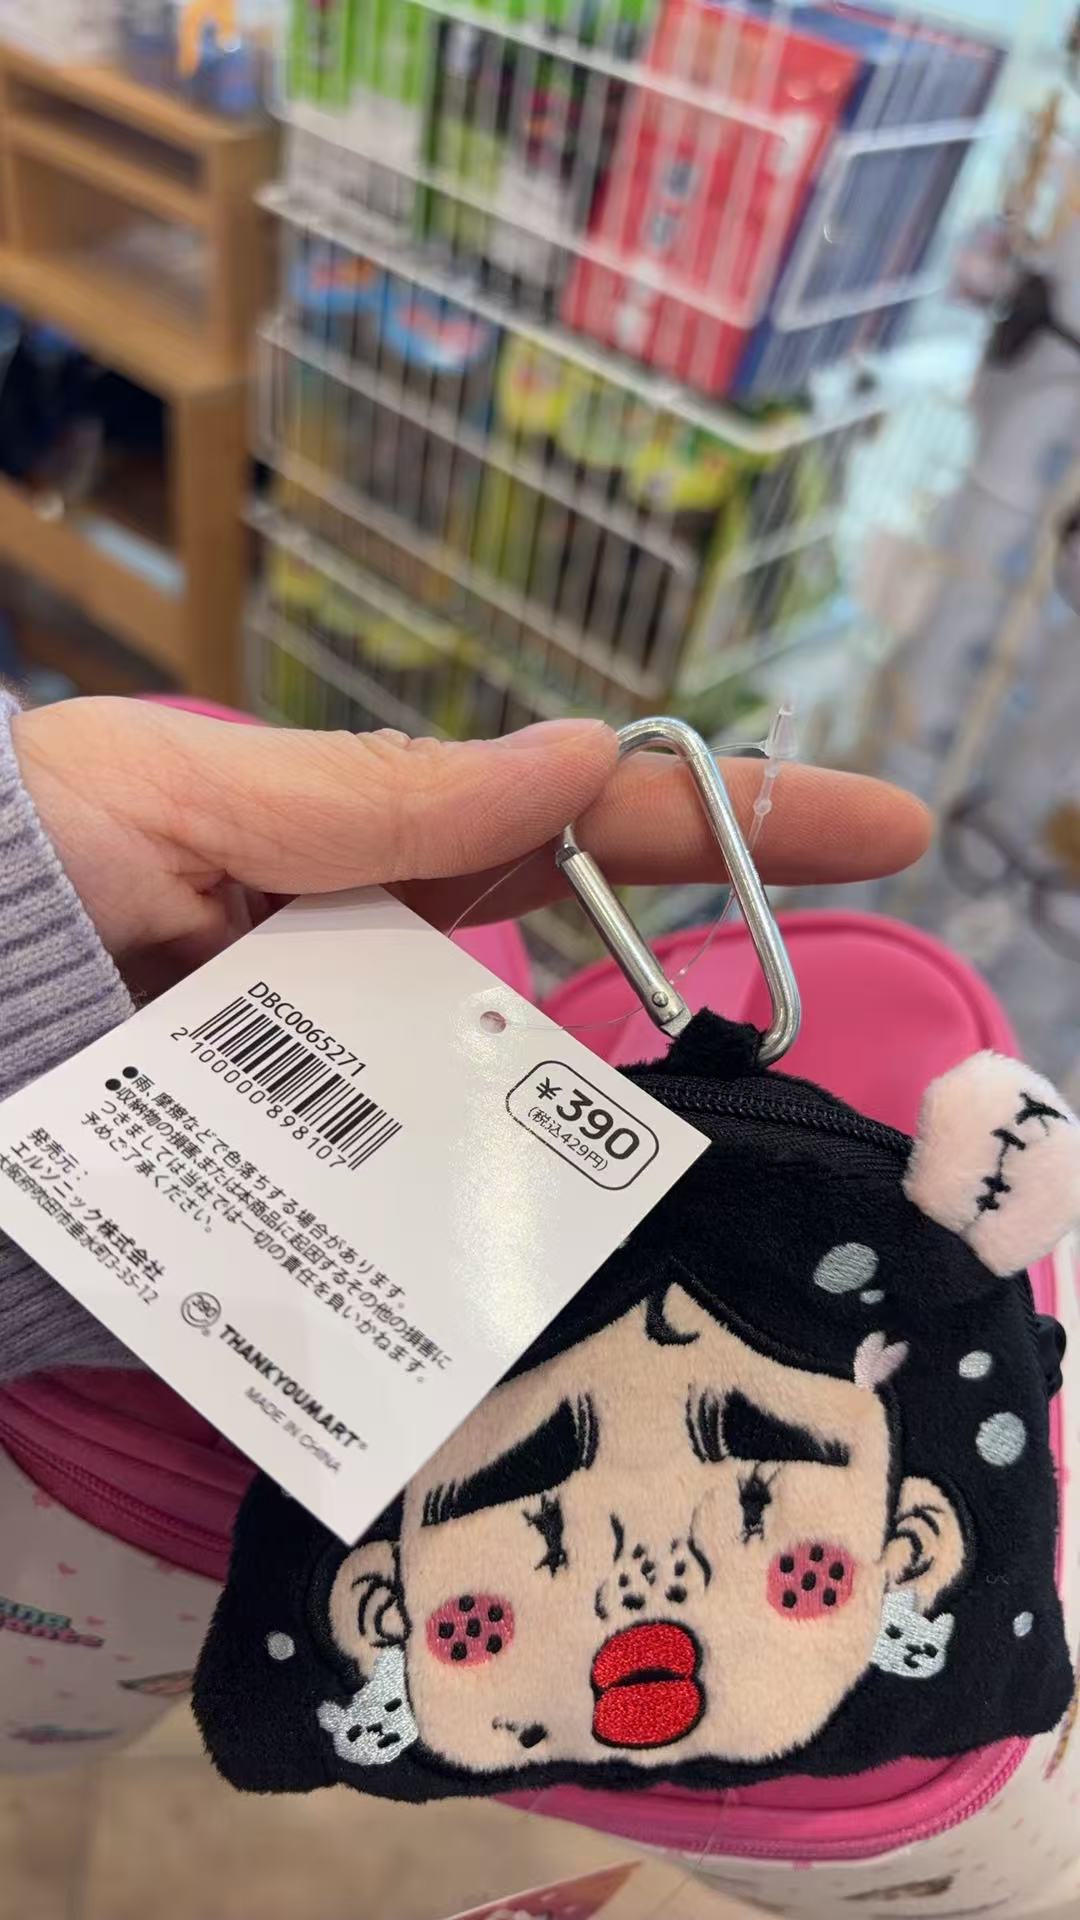 DBC0065271
2100000898107
¥390
(税込429円)
●雨、摩擦などで色落ちする場合があります。
●収納物の損害または本商品に起因するその他の損害に
つきましては当社では一切の責任を負いかねます。
予めご了承ください。
発売元：
エルソニック株式会社
大阪府吹田市垂水町3-35-12
390
THANKYOUMART®
MADE IN CHINA